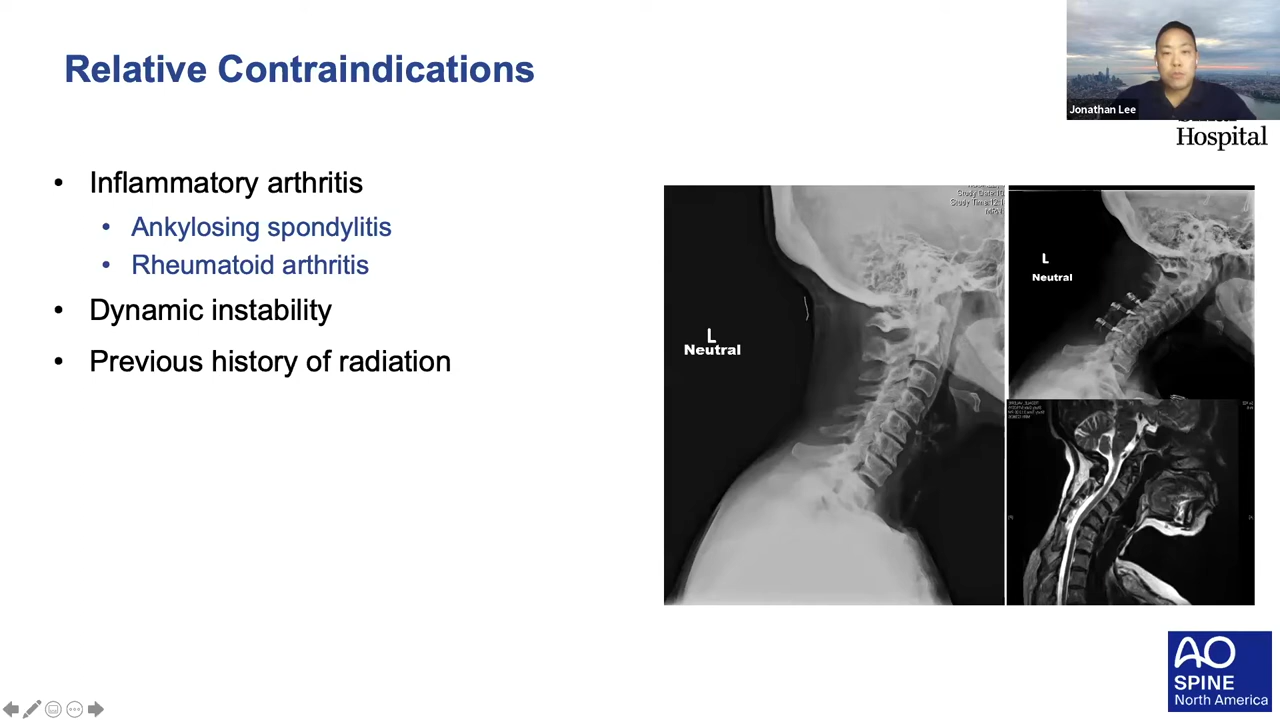 Relative Contraindications
Jonathan Lee
Hospital
• Inflammatory arthritis
• Ankylosing spondylitis
• Rheumatoid arthritis
• Dynamic instability
• Previous history of radiation
L
Neutral
L
Neutral
AO
SPINE
North America